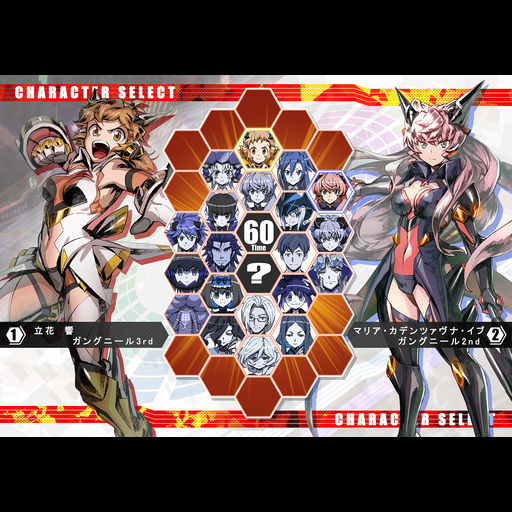 CHARACTER SELECT
60
Time
?
1
立花 響
ガングニール3rd
マリア・カデンツァヴナ・イブ
ガングニール2nd
2
CHARACTER SELECT